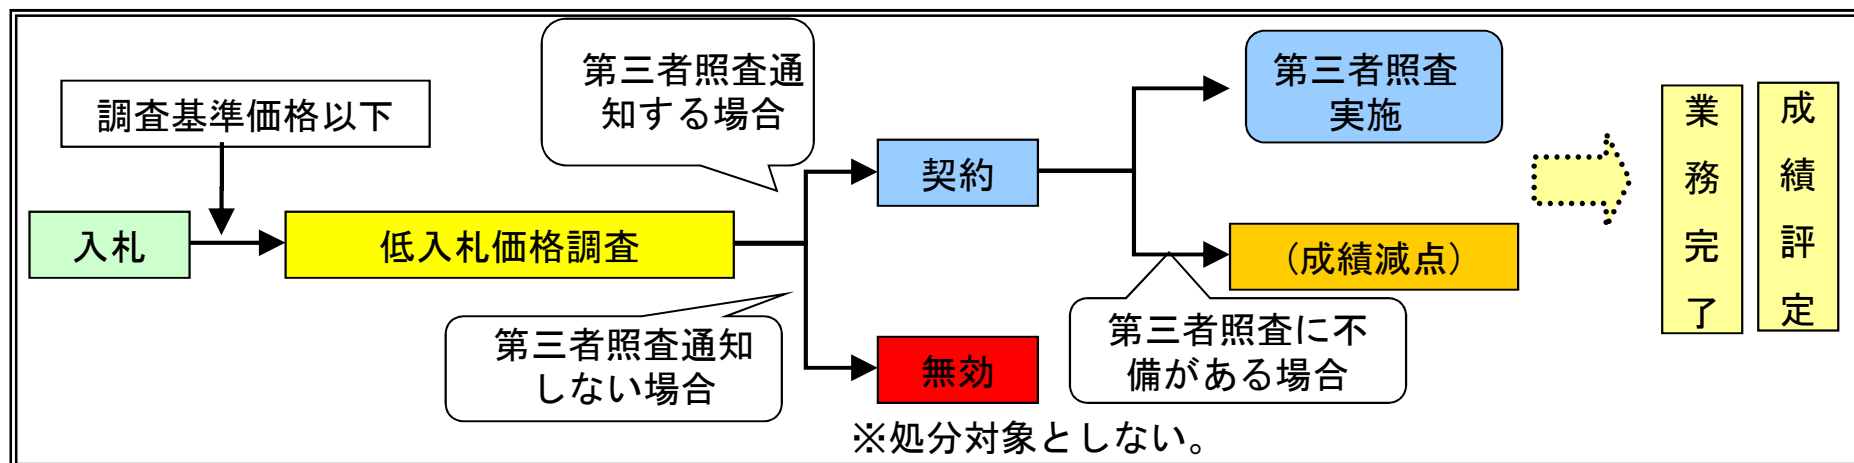 調査基準価格以下
入札
低入札価格調査
第三者照査通
知する場合
第三者照査通知
しない場合
契約
無効
※処分対象としない。
第三者照査
実施
（成績減点）
第三者照査に不
備がある場合
業務完了
成績評定